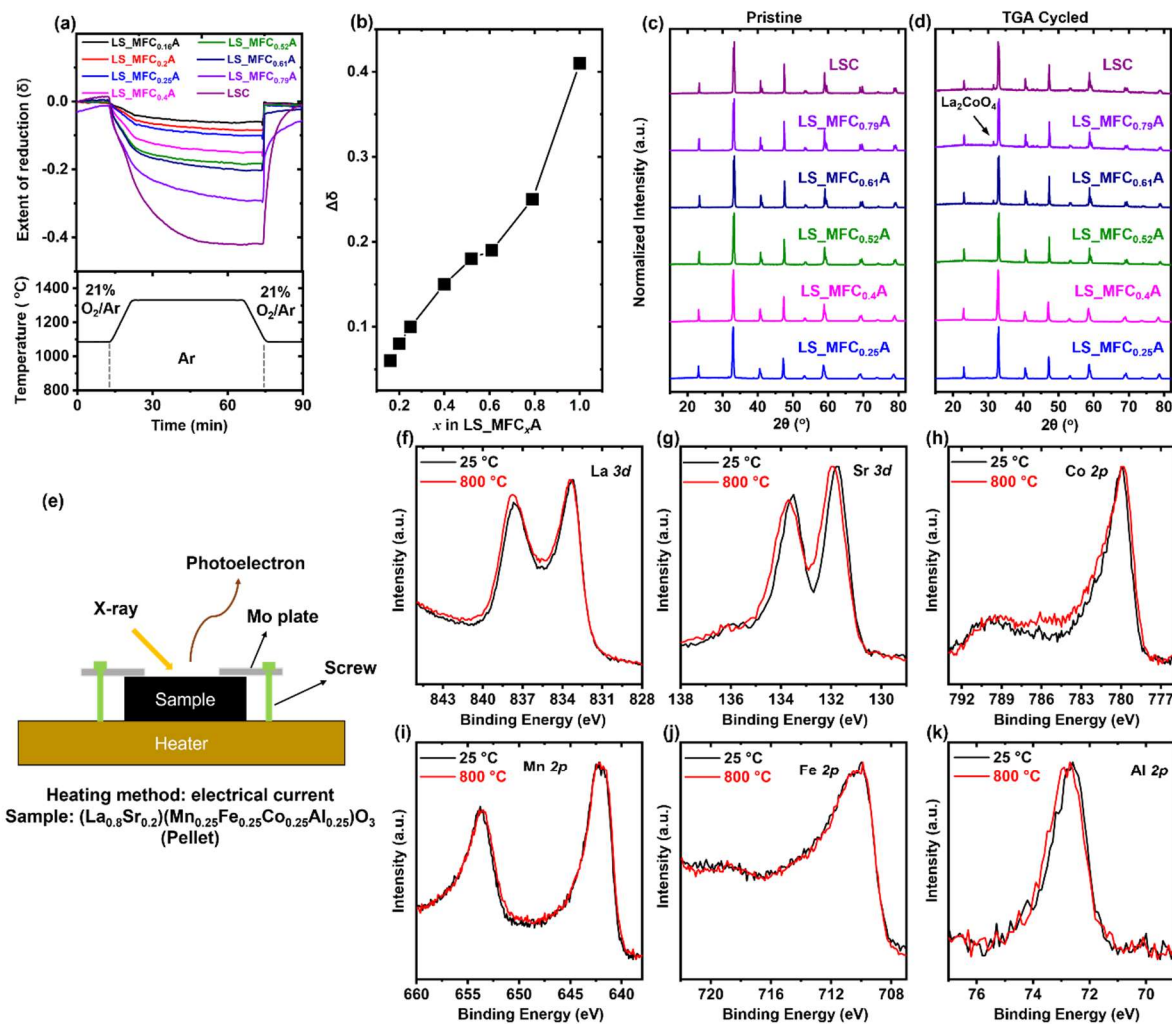 (a)
LS_MFC₀.₁₆A
LS_MFC₀.₂A
LS_MFC₀.₂₅A
LS_MFC₀.₄A
LS_MFC₀.₅₂A
LS_MFC₀.₆₁A
LS_MFC₀.₇₉A
LSC
Extent of reduction (δ)
0.0
-0.2
-0.4
Temperature ( °C)
1400
1200
1000
800
21%
O₂/Ar
Ar
21%
O₂/Ar
0 30 60 90
Time (min)
(b)
Δδ
0.4
0.3
0.2
0.1
0.2 0.4 0.6 0.8 1.0
x in LS_MFCₓA
(c)
Pristine
Normalized Intensity (a.u.)
LSC
LS_MFC₀.₇₉A
LS_MFC₀.₆₁A
LS_MFC₀.₅₂A
LS_MFC₀.₄A
LS_MFC₀.₂₅A
20 30 40 50 60 70 80
2θ (°)
(d)
TGA Cycled
LSC
La₂CoO₄
LS_MFC₀.₇₉A
LS_MFC₀.₆₁A
LS_MFC₀.₅₂A
LS_MFC₀.₄A
LS_MFC₀.₂₅A
20 30 40 50 60 70 80
2θ (°)
(e)
Photoelectron
X-ray
Mo plate
Screw
Sample
Heater
Heating method: electrical current
Sample: (La₀.₈Sr₀.₂)(Mn₀.₂₅Fe₀.₂₅Co₀.₂₅Al₀.₂₅)O₃
(Pellet)
(f)
25 °C
800 °C
La 3d
Intensity (a.u.)
843 840 837 834 831 828
Binding Energy (eV)
(g)
25 °C
800 °C
Sr 3d
Intensity (a.u.)
138 136 134 132 130
Binding Energy (eV)
(h)
25 °C
800 °C
Co 2p
Intensity (a.u.)
793 790 786 784 780 777
Binding Energy (eV)
(i)
25 °C
800 °C
Mn 2p
Intensity (a.u.)
660 650 640
Binding Energy (eV)
(j)
25 °C
800 °C
Fe 2p
Intensity (a.u.)
720 716 712 708
Binding Energy (eV)
(k)
25 °C
800 °C
Al 2p
Intensity (a.u.)
76 74 72 70
Binding Energy (eV)